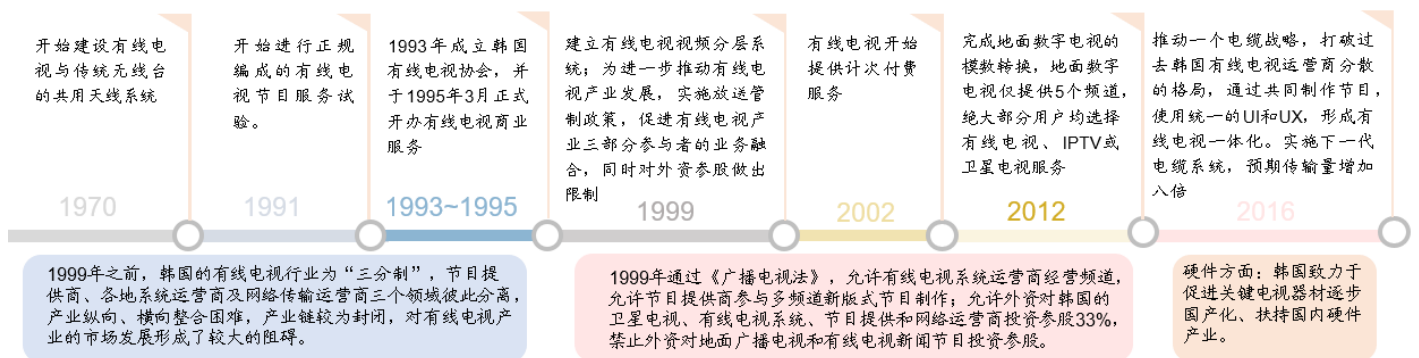 开始建设有线电
视与传统无线台
的共用天线系统
1970
开始进行正规
编成的有线电
视节目服务试
验。
1991
1993年成立韩国
有线电视协会，并
于1995年3月正式
开办有线电视商业
服务
1993~1995
建立有线电视视频分层系
统；为进一步推动有线电
视产业发展，实施放送管
制政策，促进有线电视产
业三部分参与者的业务融
合，同时对外资参股做出
限制
1999
有线电视开始
提供计次付费
服务
2002
完成地面数字电视的
模数转换，地面数字
电视仅提供5个频道，
绝大部分用户均选择
有线电视、IPTV或
卫星电视服务
2012
推动一个电缆战略，打破过
去韩国有线电视运营商分散
的格局，通过共同制作节目，
使用统一的UI和UX，形成有
线电视一体化。实施下一代
电缆系统，预期传输量增加
八倍
2016
1999年之前，韩国的有线电视行业为“三分制”，节目提
供商、各地系统运营商及网络传输运营商三个领域彼此分离，
产业纵向、横向整合困难，产业链较为封闭，对有线电视产
业的市场发展形成了较大的阻碍。
1999年通过《广播电视法》，允许有线电视系统运营商经营频道，
允许节目提供商参与多频道新版式节目制作；允许外资对韩国的
卫星电视、有线电视系统、节目提供和网络运营商投资参股33%，
禁止外资对地面广播电视和有线电视新闻节目投资参股。
硬件方面：韩国致力于
促进关键电视器材逐步
国产化、扶持国内硬件
产业。